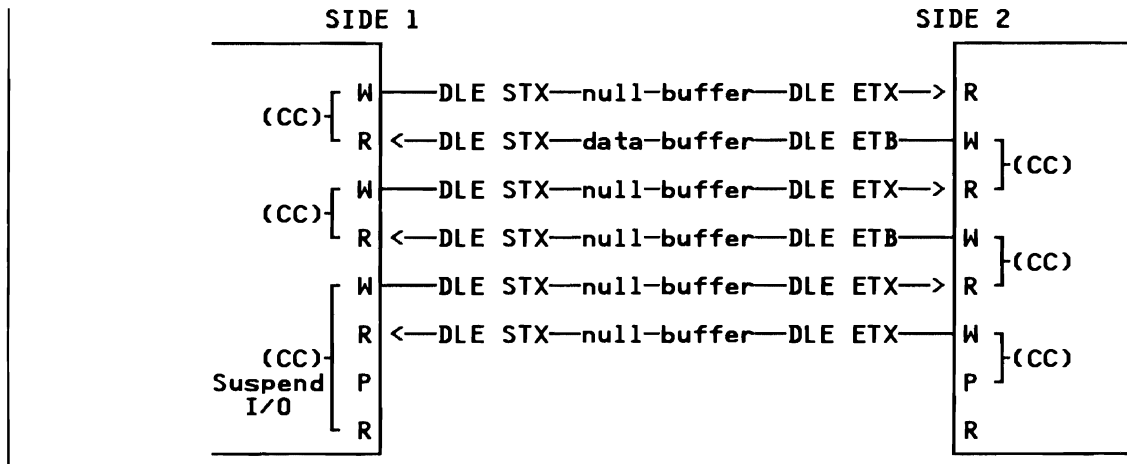 SIDE 1 SIDE 2
W DLE STX null-buffer DLE ETX > R
(CC)
R < DLE STX data-buffer DLE ETB W
(CC)
W DLE STX null-buffer DLE ETX > R
(CC)
R < DLE STX null-buffer DLE ETB W
(CC)
W DLE STX null-buffer DLE ETX > R
R < DLE STX null-buffer DLE ETX W
(CC) (CC)
Suspend P P
I/O
R R